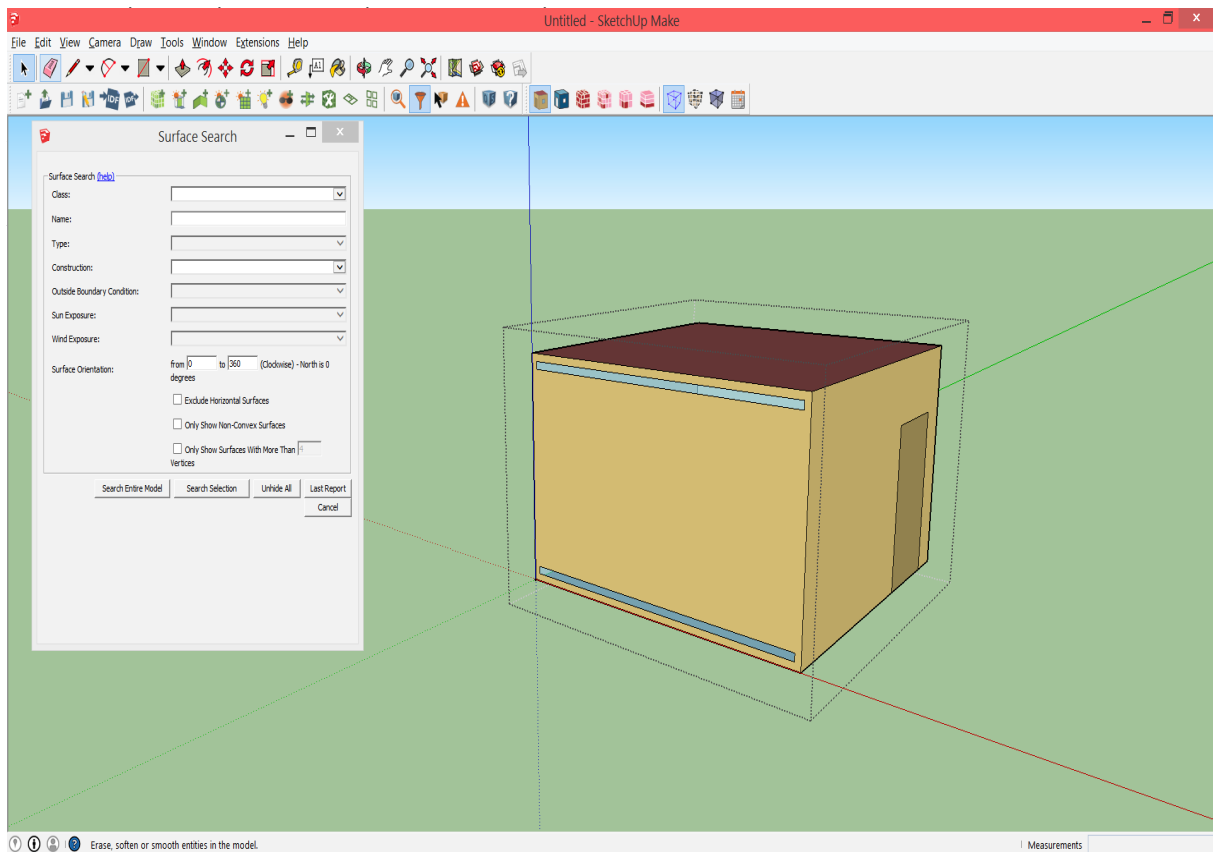 Untitled - SketchUp Make
File Edit View Camera Draw Tools Window Extensions Help
A1
IDF IDF
Surface Search
Surface Search (help)
Class:
Name:
Type:
Construction:
Outside Boundary Condition:
Sun Exposure:
Wind Exposure:
Surface Orientation: from 0 to 360 (Clockwise) - North is 0
degrees
Exclude Horizontal Surfaces
Only Show Non-Convex Surfaces
Only Show Surfaces With More Than 4
Vertices
Search Entire Model Search Selection Unhide All Last Report
Cancel
Erase, soften or smooth entities in the model. Measurements